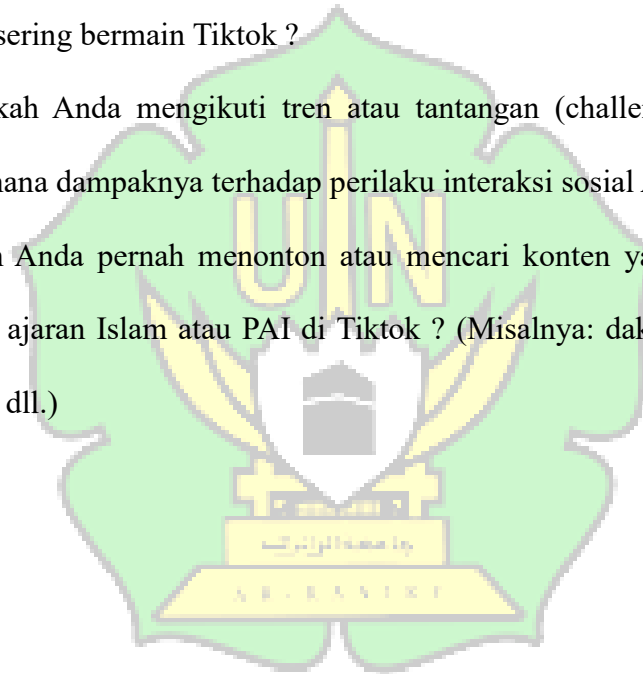 sering bermain Tiktok ?
kah Anda mengikuti tren atau tantangan (challe
ana dampaknya terhadap perilaku interaksi sosial
Anda pernah menonton atau mencari konten ya
ajaran Islam atau PAI di Tiktok ? (Misalnya: dak
dll.)
UIN
AR-RANIRY